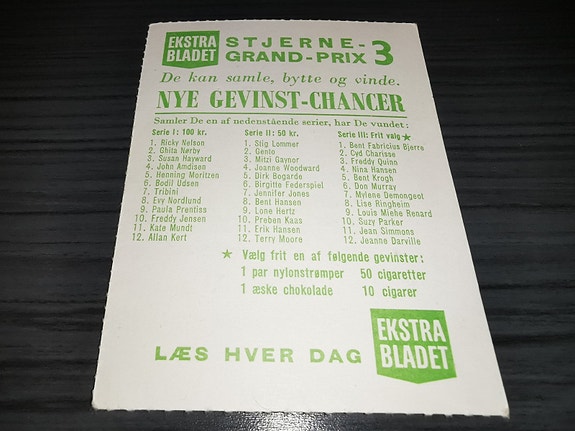 EKSTRA
BLADET
STJERNE-
GRAND-PRIX 3
De kan samle, bytte og vinde.
NYE GEVINST-CHANCER
Samler De en af nedenstående serier, har De vundet:
Serie I: 100 kr.
1. Ricky Nelson
2. Ghita Nørby
3. Susan Hayward
4. John Amdisen
5. Henning Moritzen
6. Bodil Udsen
7. Tribini
8. Evy Nordlund
9. Paula Prentiss
10. Freddy Jensen
11. Kate Mundt
12. Allan Kert
Serie II: 50 kr.
1. Stig Lommer
2. Gento
3. Mitzi Gaynor
4. Joanne Woodward
5. Dirk Bogarde
6. Birgitte Federspiel
7. Jennifer Jones
8. Bent Hansen
9. Lone Hertz
10. Preben Kaas
11. Erik Hansen
12. Terry Moore
Serie III: Frit valg ★
1. Bent Fabricius Bjerre
2. Cyd Charisse
3. Freddy Quinn
4. Nina Hansen
5. Bent Krogh
6. Don Murray
7. Mylene Demongeot
8. Lise Ringheim
9. Louis Miehe Renard
10. Suzy Parker
11. Jean Simmons
12. Jeanne Darville
★ Vælg frit en af følgende gevinster:
1 par nylonstrømper 50 cigaretter
1 æske chokolade 10 cigarer
LÆS HVER DAG
EKSTRA
BLADET